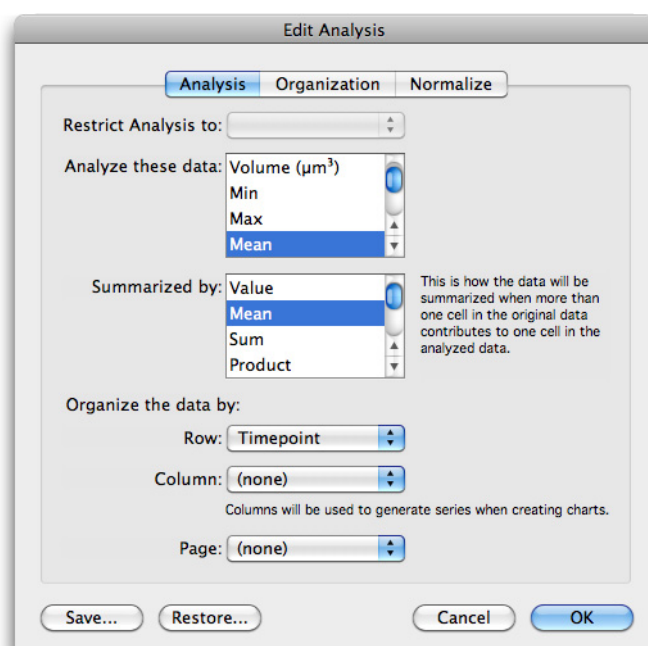 Edit Analysis
Analysis Organization Normalize
Restrict Analysis to:
Analyze these data: Volume (µm³)
Min
Max
Mean
Summarized by: Value
Mean
Sum
Product
This is how the data will be
summarized when more than
one cell in the original data
contributes to one cell in the
analyzed data.
Organize the data by:
Row: Timepoint
Column: (none)
Columns will be used to generate series when creating charts.
Page: (none)
Save... Restore... Cancel OK